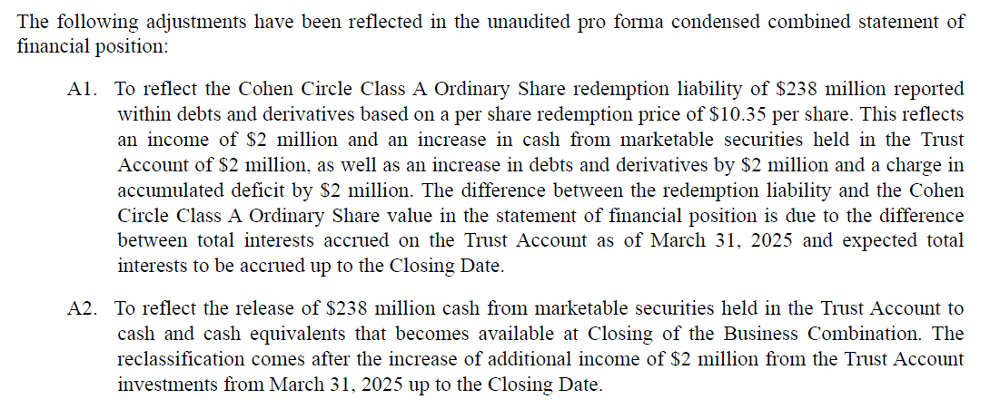 The following adjustments have been reflected in the unaudited pro forma condensed combined statement of
financial position:
A1. To reflect the Cohen Circle Class A Ordinary Share redemption liability of $238 million reported
within debts and derivatives based on a per share redemption price of $10.35 per share. This reflects
an income of $2 million and an increase in cash from marketable securities held in the Trust
Account of $2 million, as well as an increase in debts and derivatives by $2 million and a charge in
accumulated deficit by $2 million. The difference between the redemption liability and the Cohen
Circle Class A Ordinary Share value in the statement of financial position is due to the difference
between total interests accrued on the Trust Account as of March 31, 2025 and expected total
interests to be accrued up to the Closing Date.
A2. To reflect the release of $238 million cash from marketable securities held in the Trust Account to
cash and cash equivalents that becomes available at Closing of the Business Combination. The
reclassification comes after the increase of additional income of $2 million from the Trust Account
investments from March 31, 2025 up to the Closing Date.